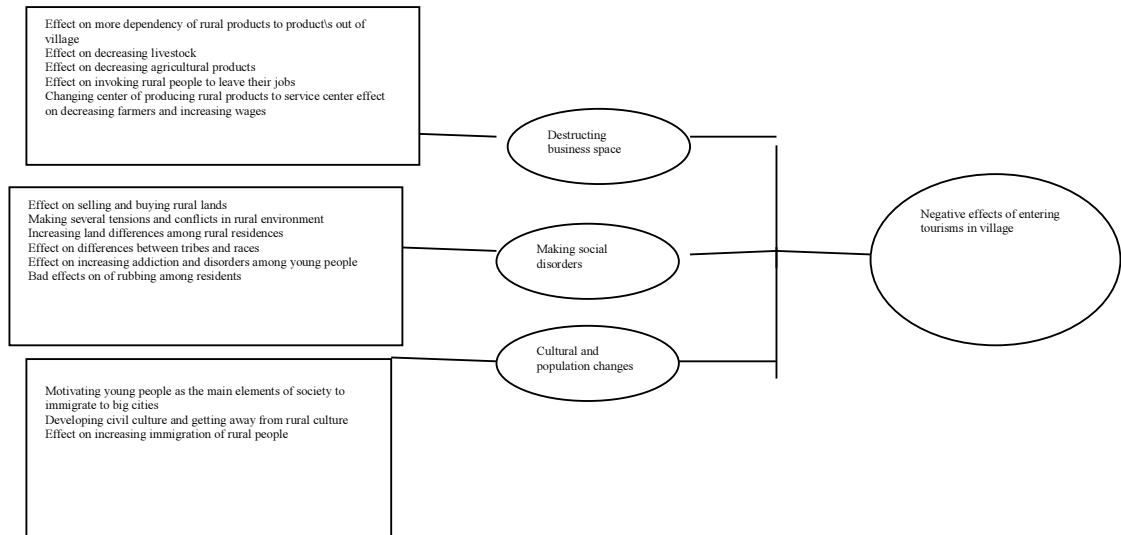 Effect on more dependency of rural products to product\s out of
village
Effect on decreasing livestock
Effect on decreasing agricultural products
Effect on invoking rural people to leave their jobs
Changing center of producing rural products to service center effect
on decreasing farmers and increasing wages
Destructing
business space
Effect on selling and buying rural lands
Making several tensions and conflicts in rural environment
Increasing land differences among rural residences
Effect on differences between tribes and races
Effect on increasing addiction and disorders among young people
Bad effects on of rubbing among residents
Making social
disorders
Negative effects of entering
tourisms in village
Cultural and
population changes
Motivating young people as the main elements of society to
immigrate to big cities
Developing civil culture and getting away from rural culture
Effect on increasing immigration of rural people